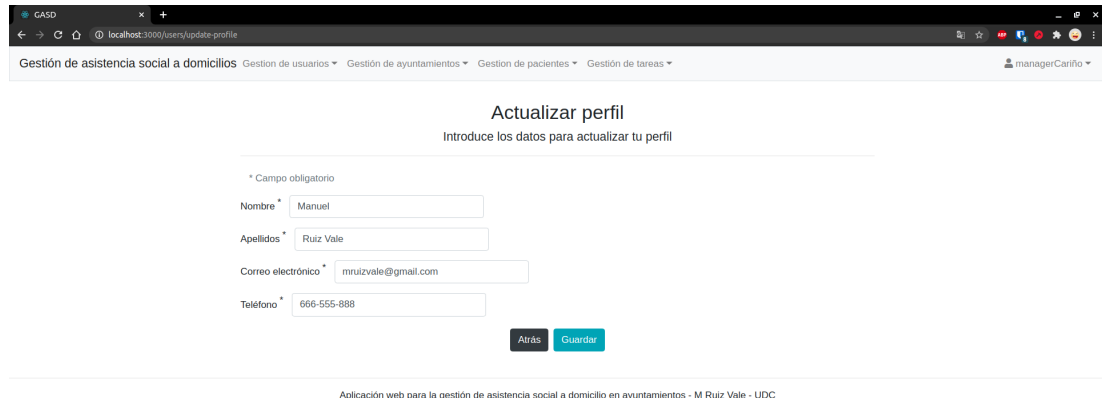 GASD
localhost:3000/users/update-profile
Gestión de asistencia social a domicilios Gestion de usuarios Gestión de ayuntamientos Gestion de pacientes Gestión de tareas managerCariño
Actualizar perfil
Introduce los datos para actualizar tu perfil
* Campo obligatorio
Nombre * Manuel
Apellidos * Ruiz Vale
Correo electrónico * mruizvale@gmail.com
Teléfono * 666-555-888
Atrás Guardar
Aplicación web para la gestión de asistencia social a domicilio en ayuntamientos - M Ruiz Vale - UDC